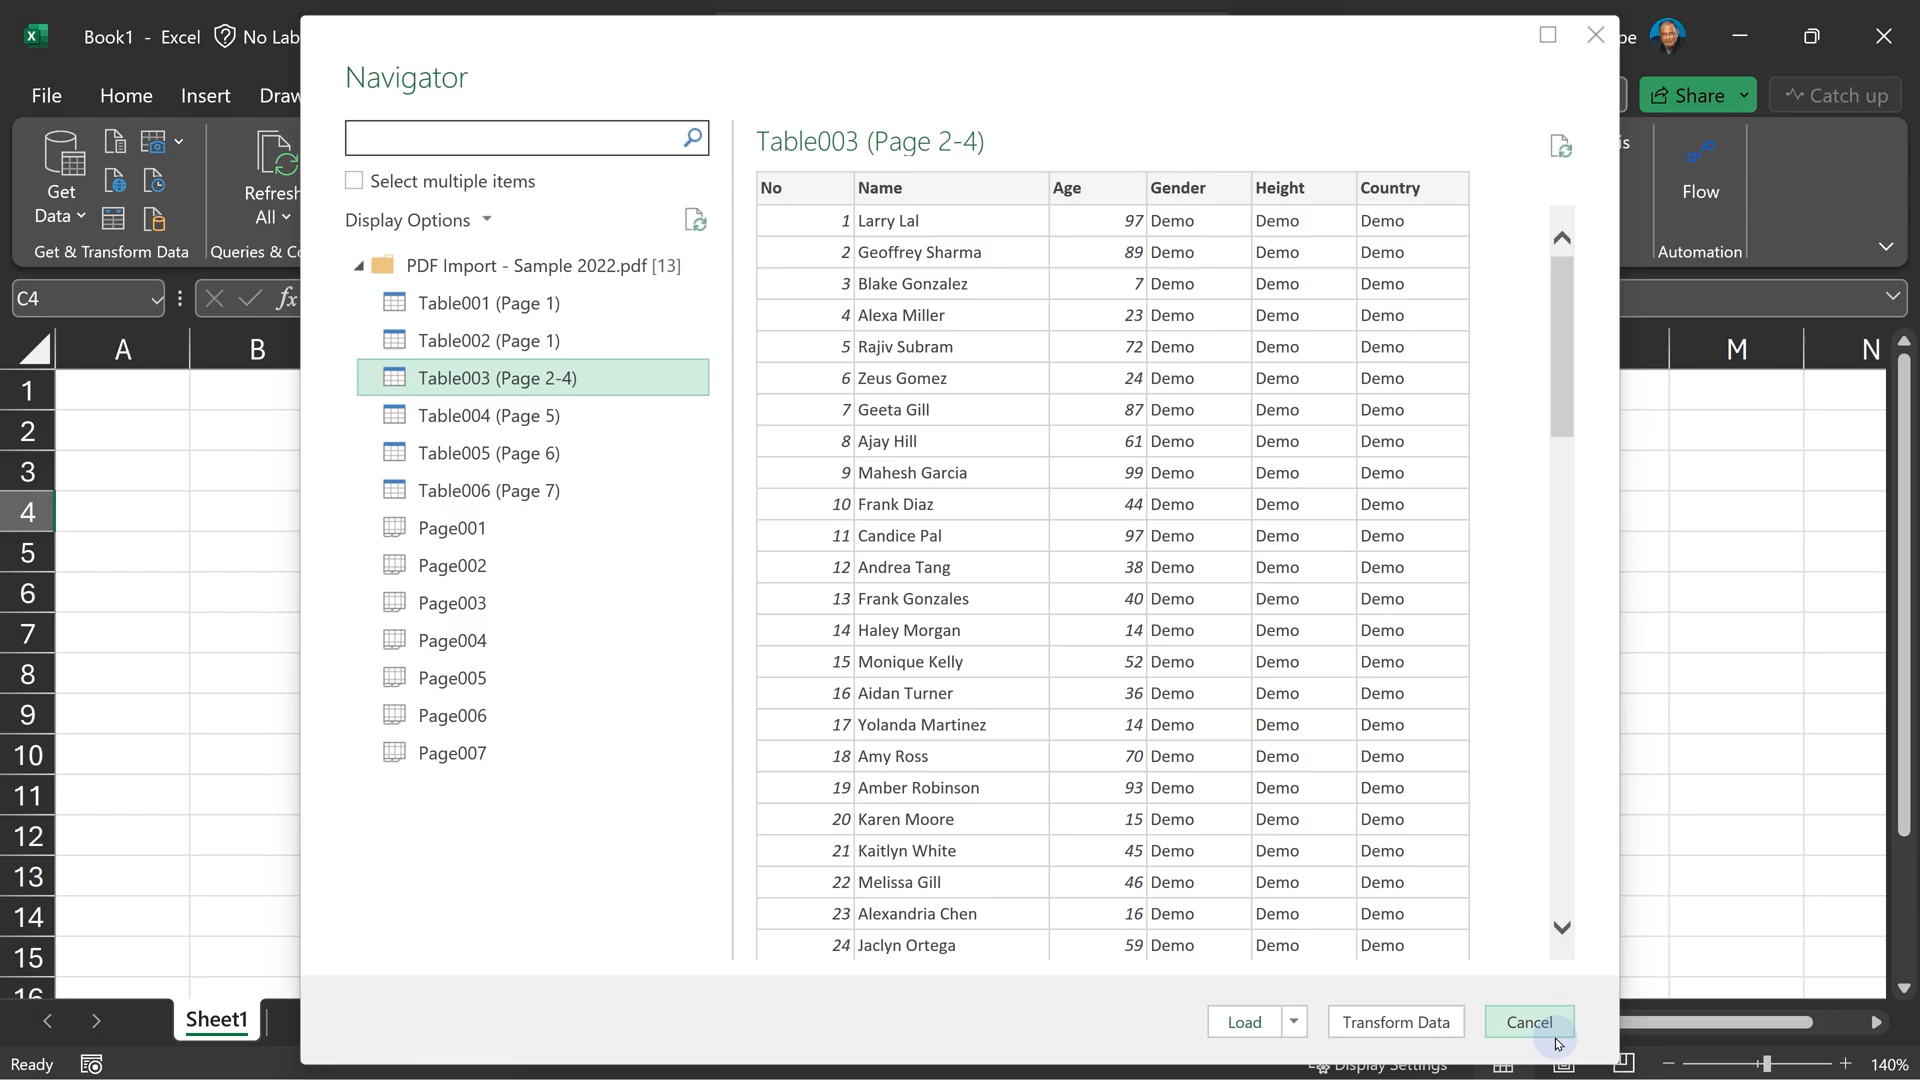 Book1 - Excel No Lab
pe
File Home Insert Draw
Share Catch up
Get Data
Refresh All
Get & Transform Data Queries & Co
is
Flow
Automation
C4 fx
A B M N
1
2
3
4
5
6
7
8
9
10
11
12
13
14
15
16
Sheet1
Ready
Display Settings
140%
Navigator
Select multiple items
Display Options
PDF Import - Sample 2022.pdf [13]
Table001 (Page 1)
Table002 (Page 1)
Table003 (Page 2-4)
Table004 (Page 5)
Table005 (Page 6)
Table006 (Page 7)
Page001
Page002
Page003
Page004
Page005
Page006
Page007
Table003 (Page 2-4)
No Name Age Gender Height Country
1 Larry Lal 97 Demo Demo Demo
2 Geoffrey Sharma 89 Demo Demo Demo
3 Blake Gonzalez 7 Demo Demo Demo
4 Alexa Miller 23 Demo Demo Demo
5 Rajiv Subram 72 Demo Demo Demo
6 Zeus Gomez 24 Demo Demo Demo
7 Geeta Gill 87 Demo Demo Demo
8 Ajay Hill 61 Demo Demo Demo
9 Mahesh Garcia 99 Demo Demo Demo
10 Frank Diaz 44 Demo Demo Demo
11 Candice Pal 97 Demo Demo Demo
12 Andrea Tang 38 Demo Demo Demo
13 Frank Gonzales 40 Demo Demo Demo
14 Haley Morgan 14 Demo Demo Demo
15 Monique Kelly 52 Demo Demo Demo
16 Aidan Turner 36 Demo Demo Demo
17 Yolanda Martinez 14 Demo Demo Demo
18 Amy Ross 70 Demo Demo Demo
19 Amber Robinson 93 Demo Demo Demo
20 Karen Moore 15 Demo Demo Demo
21 Kaitlyn White 45 Demo Demo Demo
22 Melissa Gill 46 Demo Demo Demo
23 Alexandria Chen 16 Demo Demo Demo
24 Jaclyn Ortega 59 Demo Demo Demo
Load Transform Data Cancel